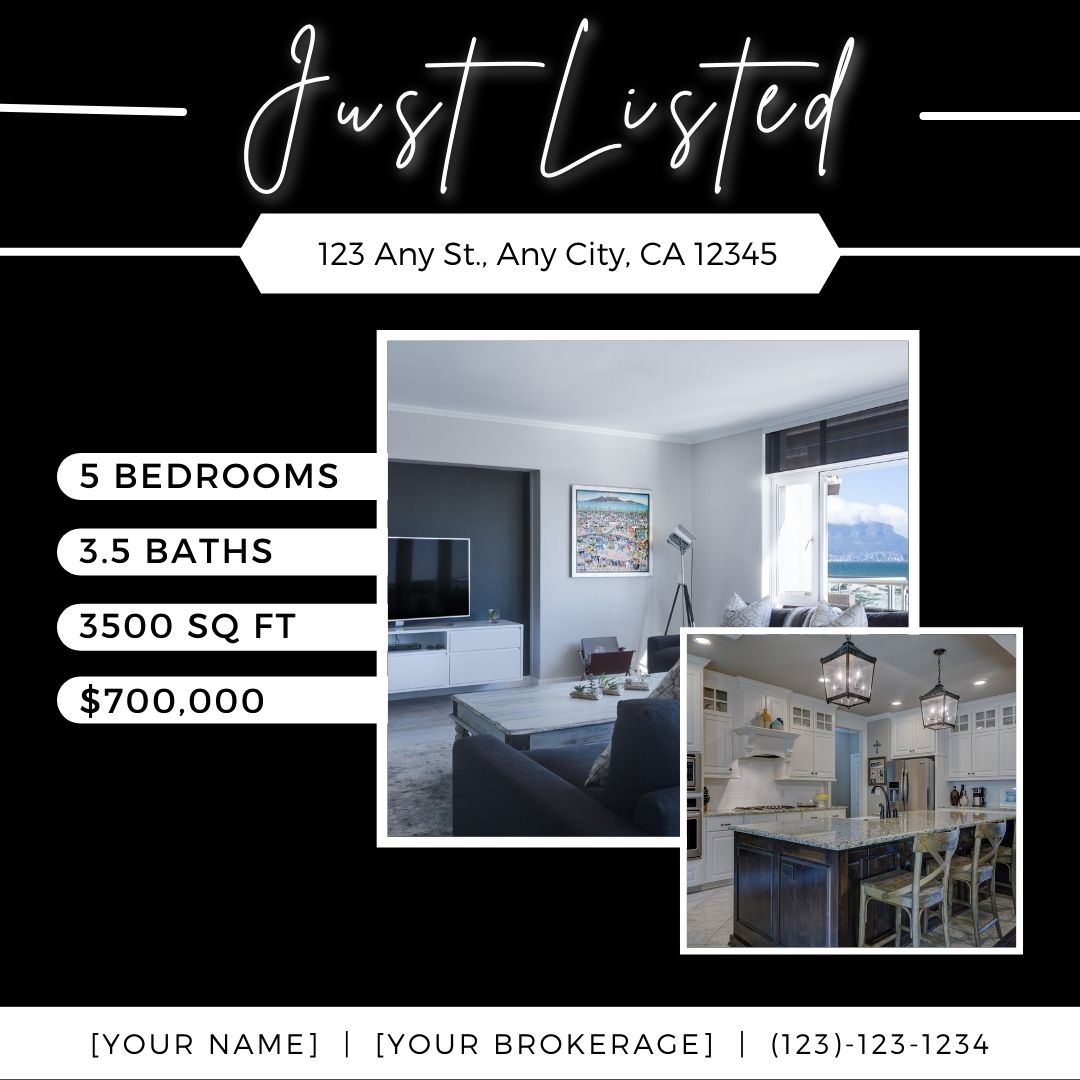 Just Listed
123 Any St., Any City, CA 12345
5 BEDROOMS
3.5 BATHS
3500 SQ FT
$700,000
[YOUR NAME] | [YOUR BROKERAGE] | (123)-123-1234